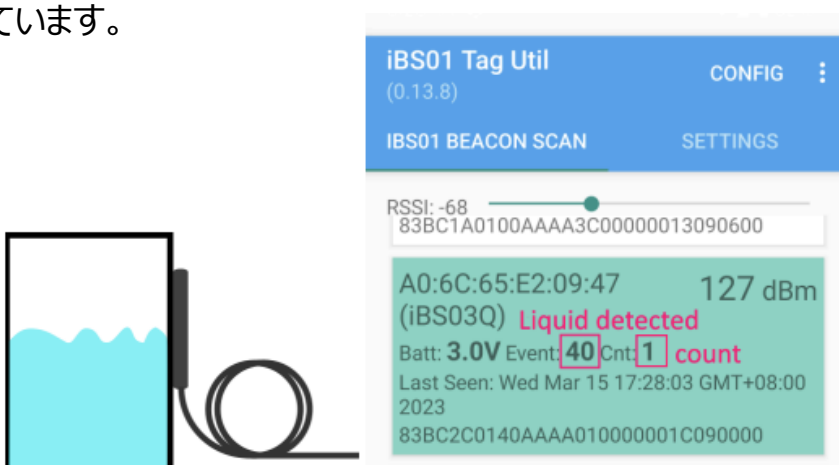 ています。
iBS01 Tag Util
CONFIG
(0.13.8)
IBS01 BEACON SCAN
SETTINGS
RSSI: -68
83BC1A0100AAAA3C00000013090600
A0:6C:65:E2:09:47
127 dBm
(iBS03Q) Liquid detected
Batt: 3.0V Event: 40 Cnt: 1 count
Last Seen: Wed Mar 15 17:28:03 GMT+08:00
2023
83BC2C0140AAAA010000001C090000